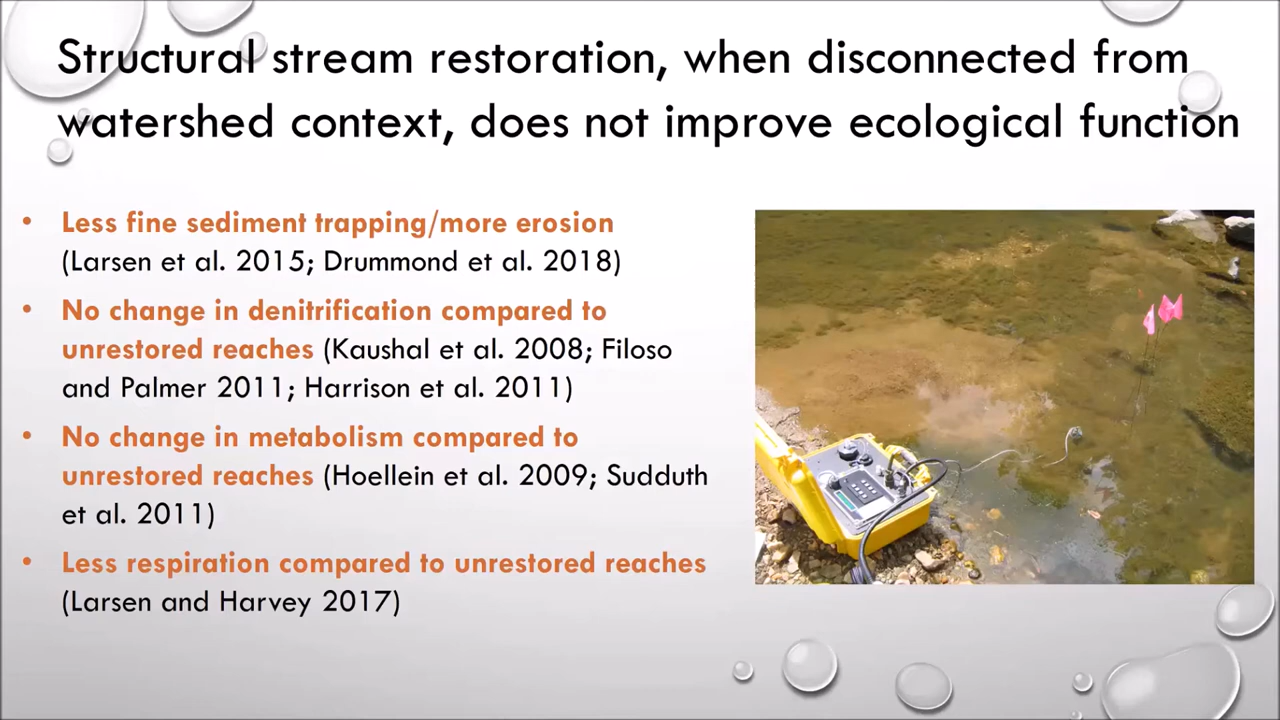 Structural stream restoration, when disconnected from
watershed context, does not improve ecological function
• Less fine sediment trapping/more erosion
(Larsen et al. 2015; Drummond et al. 2018)
• No change in denitrification compared to
unrestored reaches (Kaushal et al. 2008; Filoso
and Palmer 2011; Harrison et al. 2011)
• No change in metabolism compared to
unrestored reaches (Hoellein et al. 2009; Sudduth
et al. 2011)
• Less respiration compared to unrestored reaches
(Larsen and Harvey 2017)